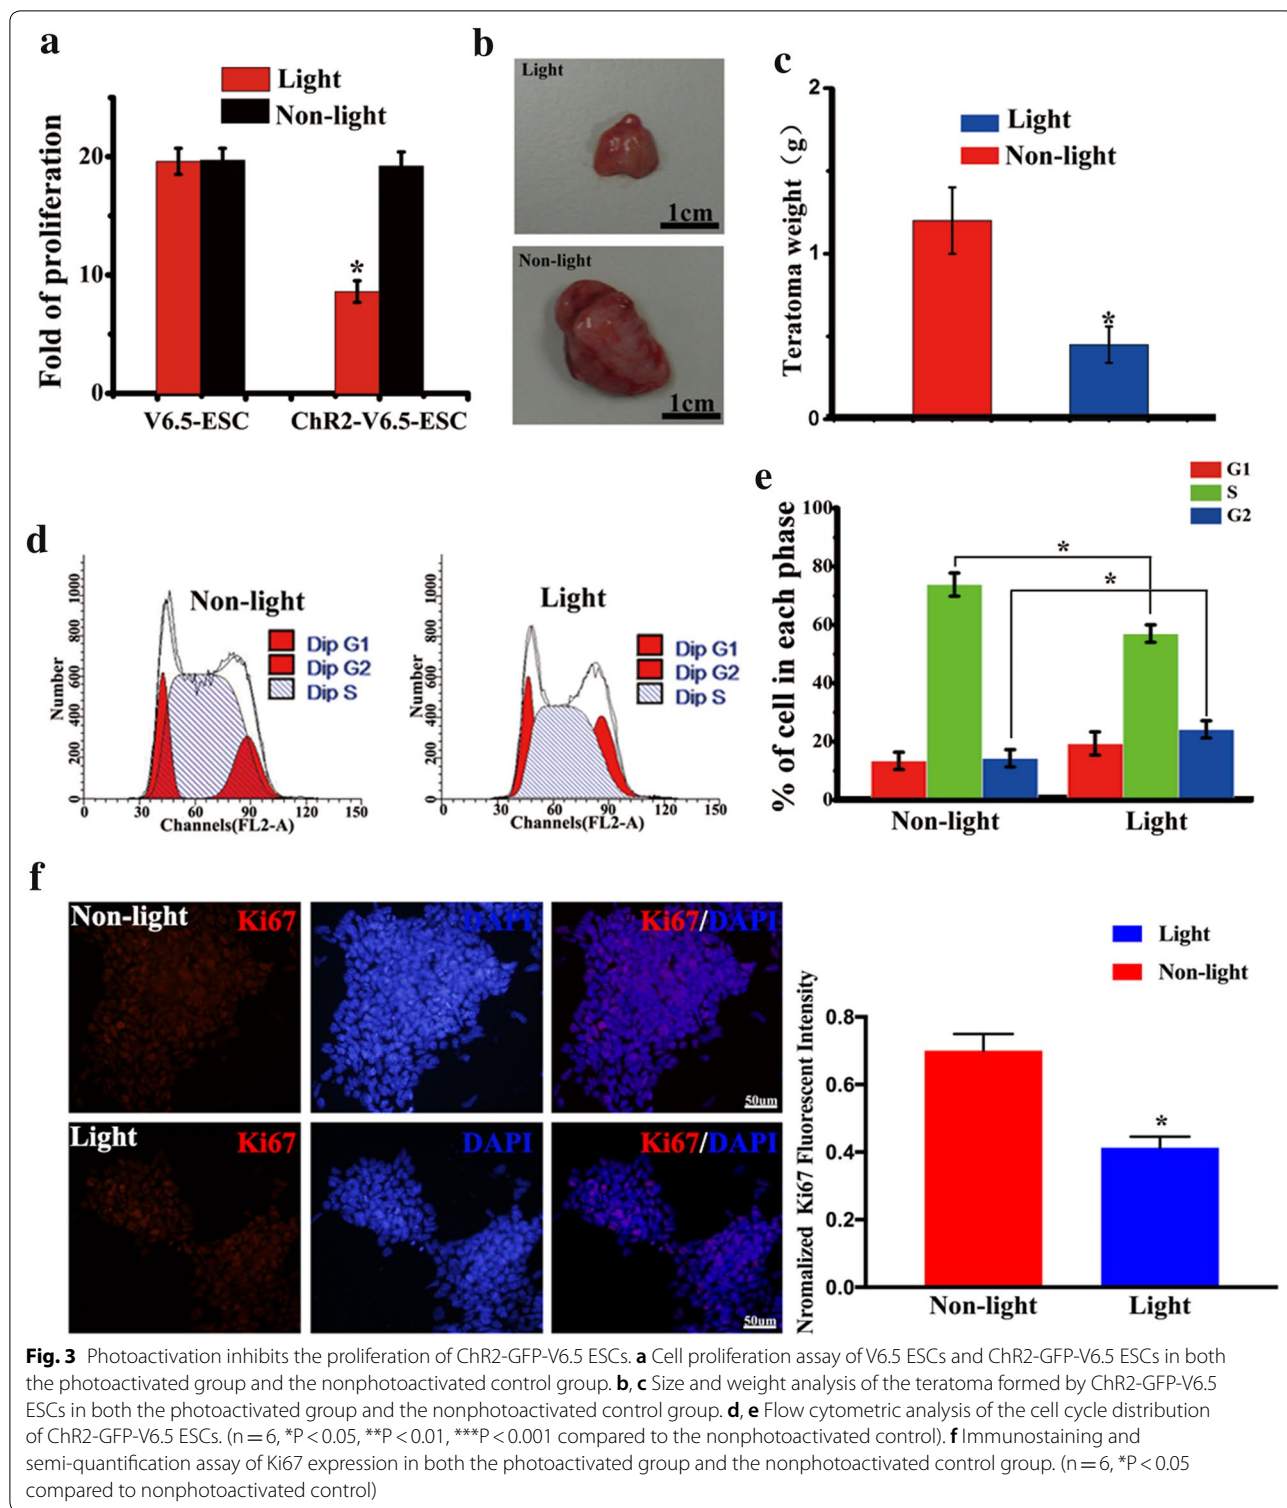 a
Light
Non-light
Fold of proliferation
20
10
0
*
V6.5-ESC
ChR2-V6.5-ESC
b
Light
1cm
Non-light
1cm
c
Teratoma weight (g)
2
1
0
Light
Non-light
*
d
Number
1000
800
600
400
200
0
Non-light
Dip G1
Dip G2
Dip S
0 30 60 90 120 150
Channels(FL2-A)
Number
1000
800
600
400
200
0
Light
Dip G1
Dip G2
Dip S
0 30 60 90 120 150
Channels(FL2-A)
e
G1
S
G2
% of cell in each phase
100
80
60
40
20
0
*
*
Non-light
Light
f
Non-light
Ki67
DAPI
Ki67/DAPI
50um
Light
Ki67
DAPI
Ki67/DAPI
50um
Light
Non-light
Nromalized Ki67 Fluorescent Intensity
0.8
0.6
0.4
0.2
0.0
*
Non-light
Light
Fig. 3 Photoactivation inhibits the proliferation of ChR2-GFP-V6.5 ESCs. a Cell proliferation assay of V6.5 ESCs and ChR2-GFP-V6.5 ESCs in both
the photoactivated group and the nonphotoactivated control group. b, c Size and weight analysis of the teratoma formed by ChR2-GFP-V6.5
ESCs in both the photoactivated group and the nonphotoactivated control group. d, e Flow cytometric analysis of the cell cycle distribution
of ChR2-GFP-V6.5 ESCs. (n = 6, *P < 0.05, **P < 0.01, ***P < 0.001 compared to the nonphotoactivated control). f Immunostaining and
semi-quantification assay of Ki67 expression in both the photoactivated group and the nonphotoactivated control group. (n = 6, *P < 0.05
compared to nonphotoactivated control)